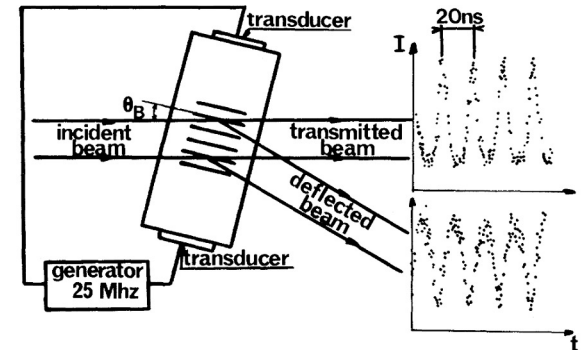 transducer
20ns
I
θB
incident
beam
transmitted
beam
deflected
beam
generator
25 Mhz
transducer
t